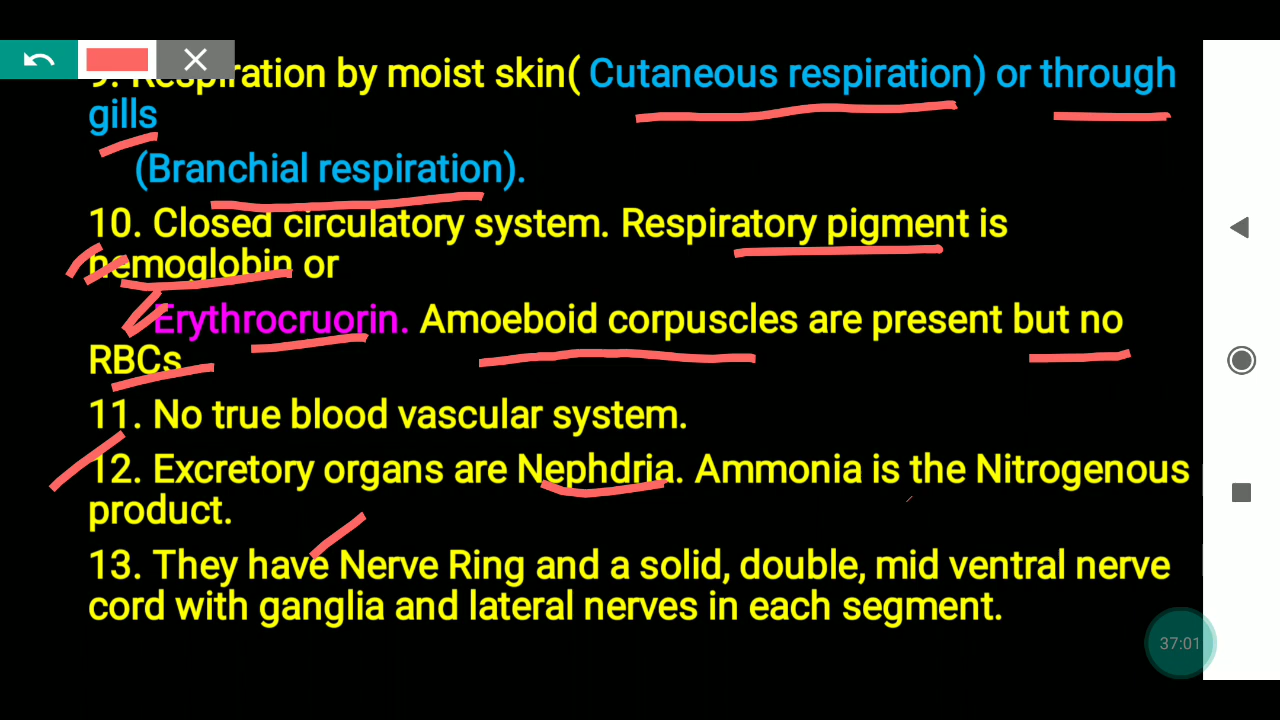 9. Respiration by moist skin( Cutaneous respiration) or through
gills
(Branchial respiration).
10. Closed circulatory system. Respiratory pigment is
hemoglobin or
Erythrocruorin. Amoeboid corpuscles are present but no
RBCs
11. No true blood vascular system.
12. Excretory organs are Nephdria. Ammonia is the Nitrogenous
product.
13. They have Nerve Ring and a solid, double, mid ventral nerve
cord with ganglia and lateral nerves in each segment.
37:01